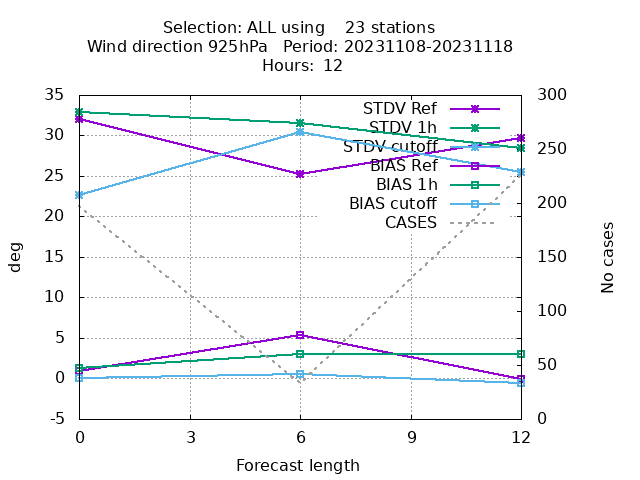 Selection: ALL using    23 stations
Wind direction 925hPa   Period: 20231108-20231118
Hours:  12
35
30
25
20
15
10
5
0
-5
300
250
200
150
100
50
0
0
3
6
9
12
deg
No cases
Forecast length
STDV Ref
STDV 1h
STDV cutoff
BIAS Ref
BIAS 1h
BIAS cutoff
CASES